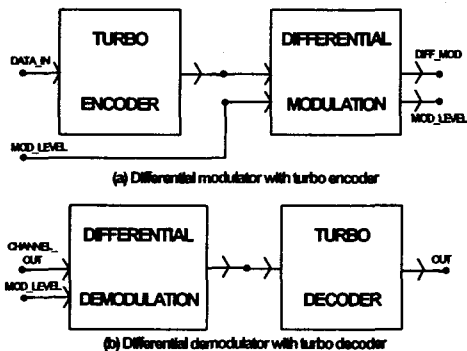 TURBO
ENCODER
DIFFERENTIAL
MODULATION
DATA_IN
MOD_LEVEL
DIFF_MOD
MOD_LEVEL
(a) Differential modulator with turbo encoder
CHANNEL_
OUT
MOD_LEVEL
DIFFERENTIAL
DEMODULATION
TURBO
DECODER
OUT
(b) Differential demodulator with turbo decoder